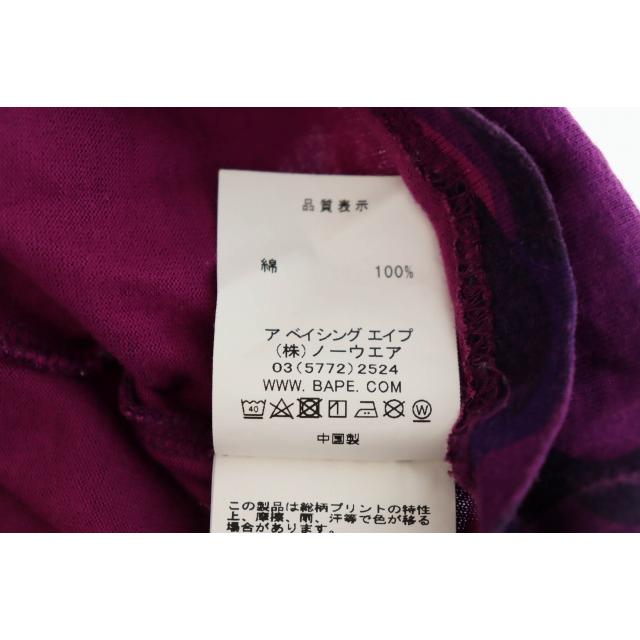 品質表示
綿 100%
ア ベイシング エイプ
(株) ノーウエア
03(5772)2524
WWW. BAPE. COM
40 W
中国製
この製品は総柄プリントの特性
上、摩擦、雨、汗等で色が移る
場合があります。